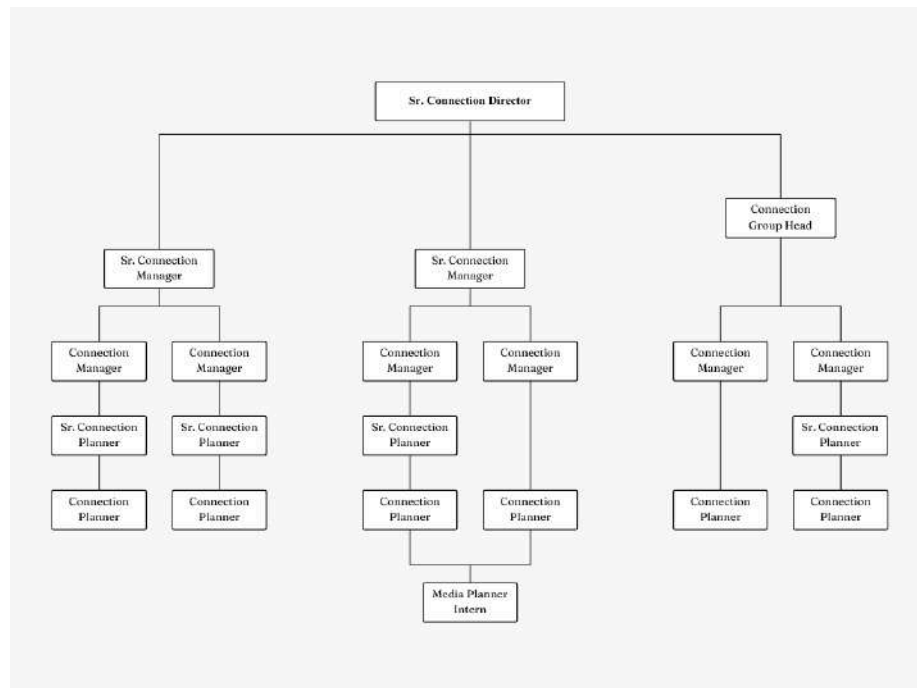 Sr. Connection Director
Connection
Group Head
Sr. Connection
Manager
Sr. Connection
Manager
Connection
Manager
Connection
Manager
Connection
Manager
Connection
Manager
Connection
Manager
Connection
Manager
Sr. Connection
Planner
Sr. Connection
Planner
Sr. Connection
Planner
Sr. Connection
Planner
Connection
Planner
Connection
Planner
Connection
Planner
Connection
Planner
Connection
Planner
Connection
Planner
Media Planner
Intern